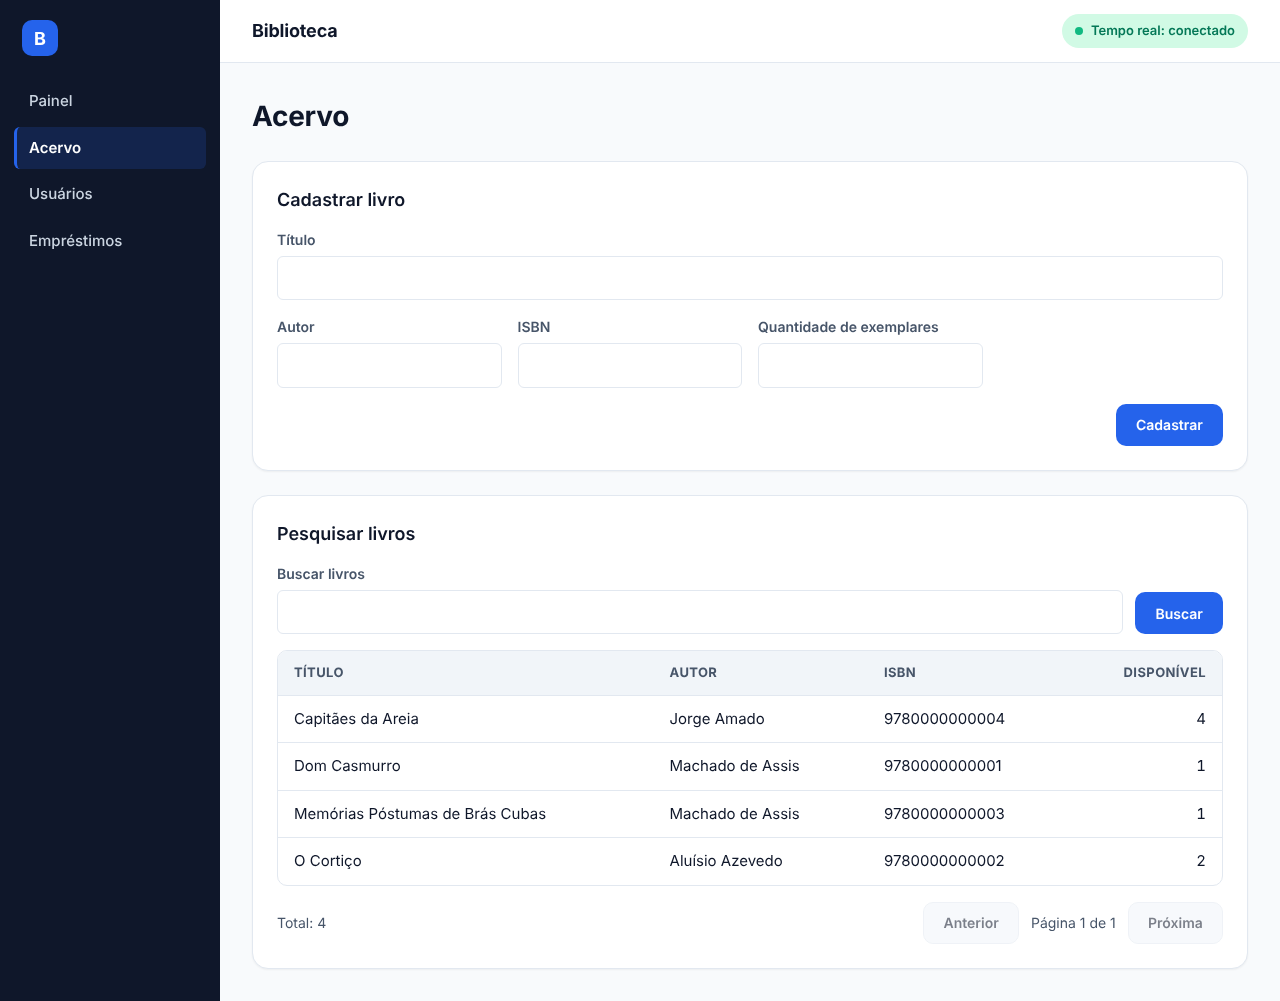 B
Painel
Acervo
Usuários
Empréstimos
Biblioteca
Tempo real: conectado
Acervo
Cadastrar livro
Título
Autor ISBN Quantidade de exemplares
Cadastrar
Pesquisar livros
Buscar livros
Buscar
TÍTULO AUTOR ISBN DISPONÍVEL
Capitães da Areia Jorge Amado 9780000000004 4
Dom Casmurro Machado de Assis 9780000000001 1
Memórias Póstumas de Brás Cubas Machado de Assis 9780000000003 1
O Cortiço Aluísio Azevedo 9780000000002 2
Total: 4 Anterior Página 1 de 1 Próxima